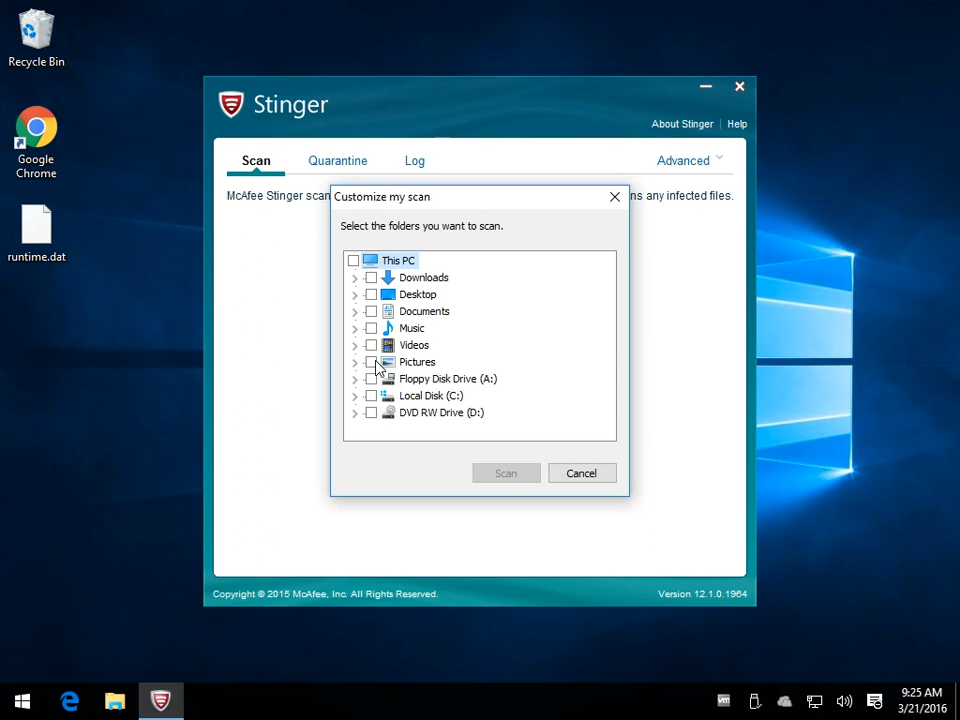 Recycle Bin
Google
Chrome
runtime.dat
Stinger
About Stinger | Help
Scan Quarantine Log Advanced
McAfee Stinger scan
ns any infected files.
Customize my scan
Select the folders you want to scan.
This PC
Downloads
Desktop
Documents
Music
Videos
Pictures
Floppy Disk Drive (A:)
Local Disk (C:)
DVD RW Drive (D:)
Scan Cancel
Copyright © 2015 McAfee, Inc. All Rights Reserved. Version 12.1.0.1964
vm
9:25 AM
3/21/2016